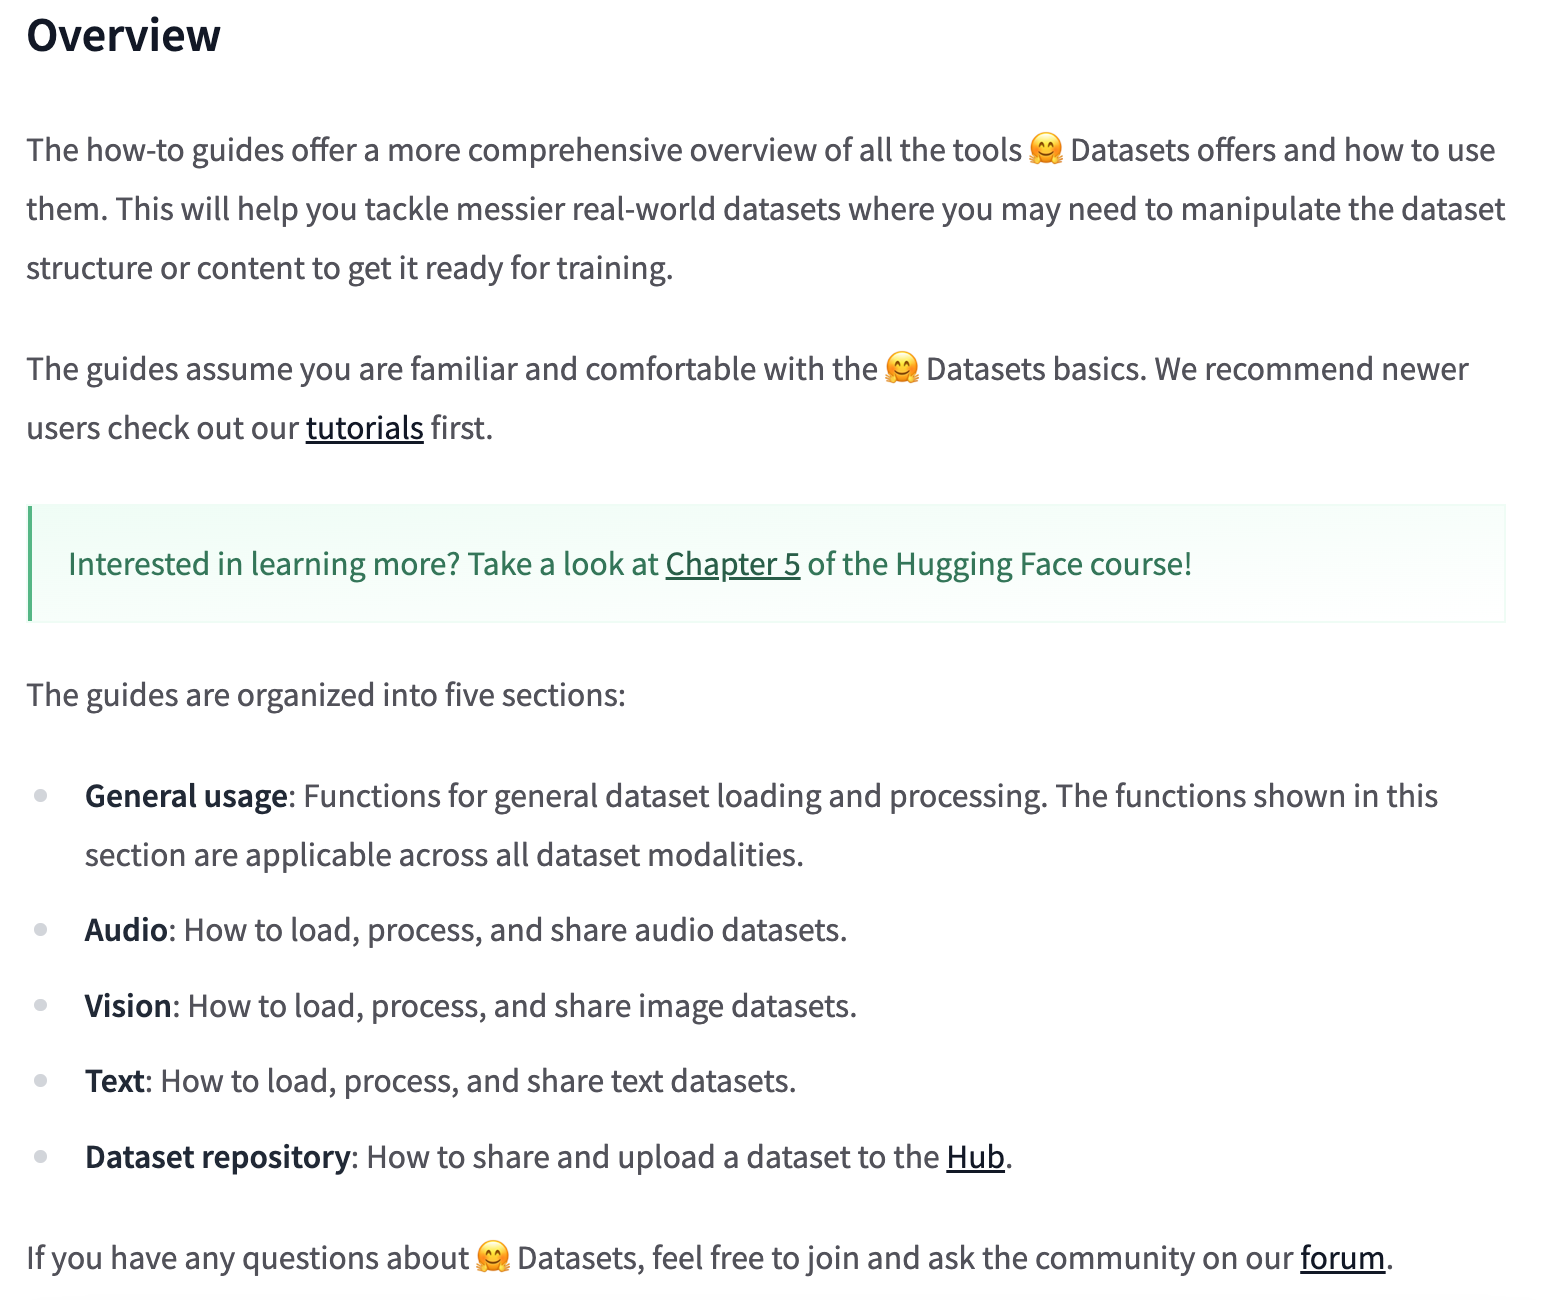 Overview
The how-to guides offer a more comprehensive overview of all the tools 🤗 Datasets offers and how to use
them. This will help you tackle messier real-world datasets where you may need to manipulate the dataset
structure or content to get it ready for training.
The guides assume you are familiar and comfortable with the 🤗 Datasets basics. We recommend newer
users check out our tutorials first.
Interested in learning more? Take a look at Chapter 5 of the Hugging Face course!
The guides are organized into five sections:
• General usage: Functions for general dataset loading and processing. The functions shown in this
section are applicable across all dataset modalities.
• Audio: How to load, process, and share audio datasets.
• Vision: How to load, process, and share image datasets.
• Text: How to load, process, and share text datasets.
• Dataset repository: How to share and upload a dataset to the Hub.
If you have any questions about 🤗 Datasets, feel free to join and ask the community on our forum.